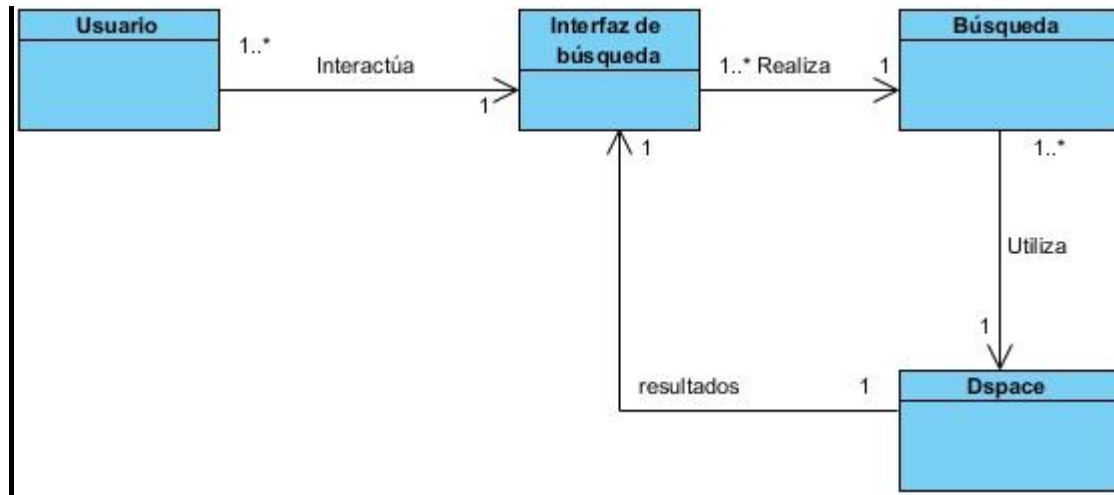 Usuario
1..*
Interactúa
1
Interfaz de
búsqueda
1..* Realiza
1
Búsqueda
1..*
Utiliza
1
Dspace
1
resultados
1